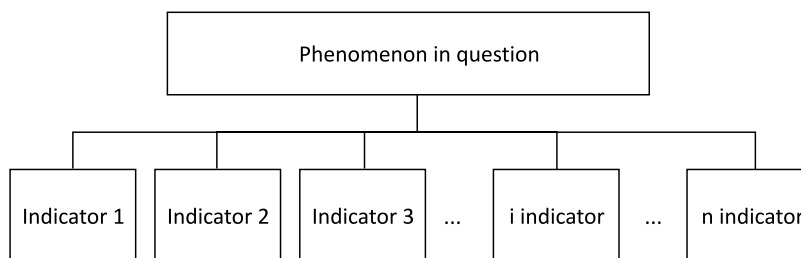 Phenomenon in question
Indicator 1 Indicator 2 Indicator 3 ... i indicator ... n indicator